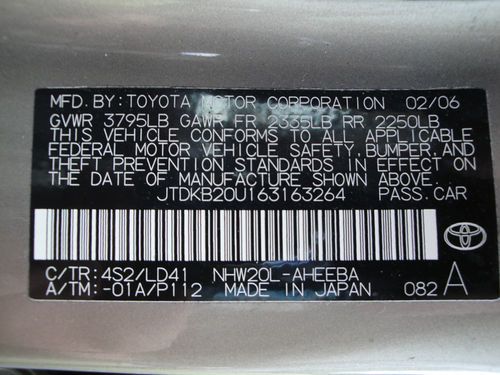 MFD. BY: TOYOTA MOTOR CORPORATION 02/06
GVWR 3795LB GAWR FR 2335LB RR 2250LB
THIS VEHICLE CONFORMS TO ALL APPLICABLE
FEDERAL MOTOR VEHICLE SAFETY, BUMPER, AND
THEFT PREVENTION STANDARDS IN EFFECT ON
THE DATE OF MANUFACTURE SHOWN ABOVE.
JTDKB20U163163264 PASS. CAR
C/TR: 4S2/LD41 NHW20L-AHEEBA
A/TM: -01A/P112 MADE IN JAPAN 082 A